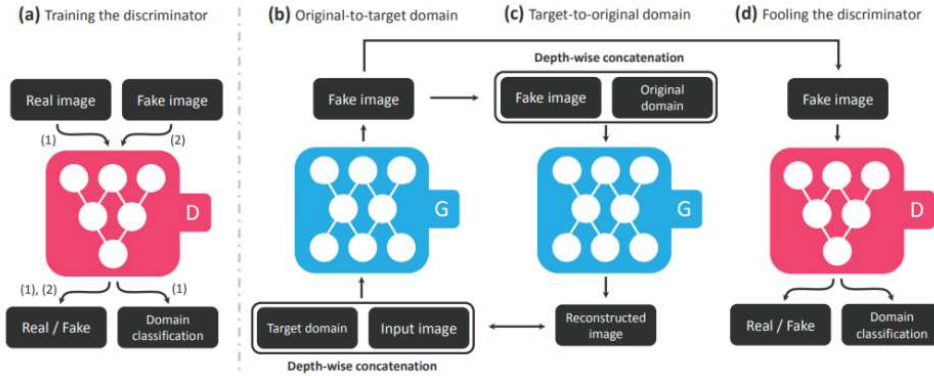 (a) Training the discriminator
(b) Original-to-target domain
(c) Target-to-original domain
(d) Fooling the discriminator
Real image
Fake image
(1)
(2)
D
(1), (2)
(1)
Real / Fake
Domain
classification
Fake image
G
Target domain
Input image
Depth-wise concatenation
Depth-wise concatenation
Fake image
Original
domain
G
Reconstructed
image
Fake image
D
Real / Fake
Domain
classification